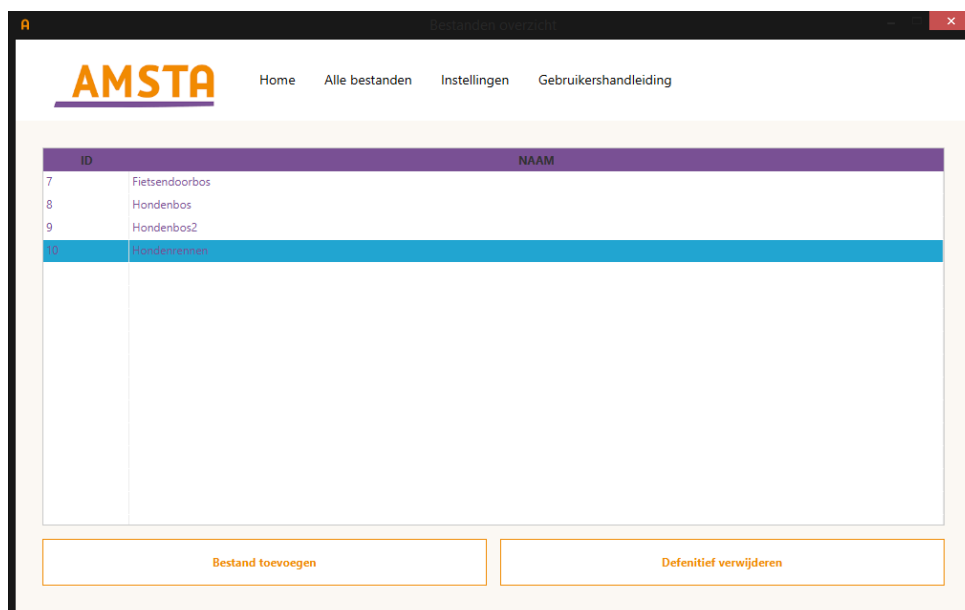 A Bestanden overzicht
AMSTA Home Alle bestanden Instellingen Gebruikershandleiding
ID NAAM
7 Fietsendoorbos
8 Hondenbos
9 Hondenbos2
10 Hondenrennen
Bestand toevoegen Defenitief verwijderen